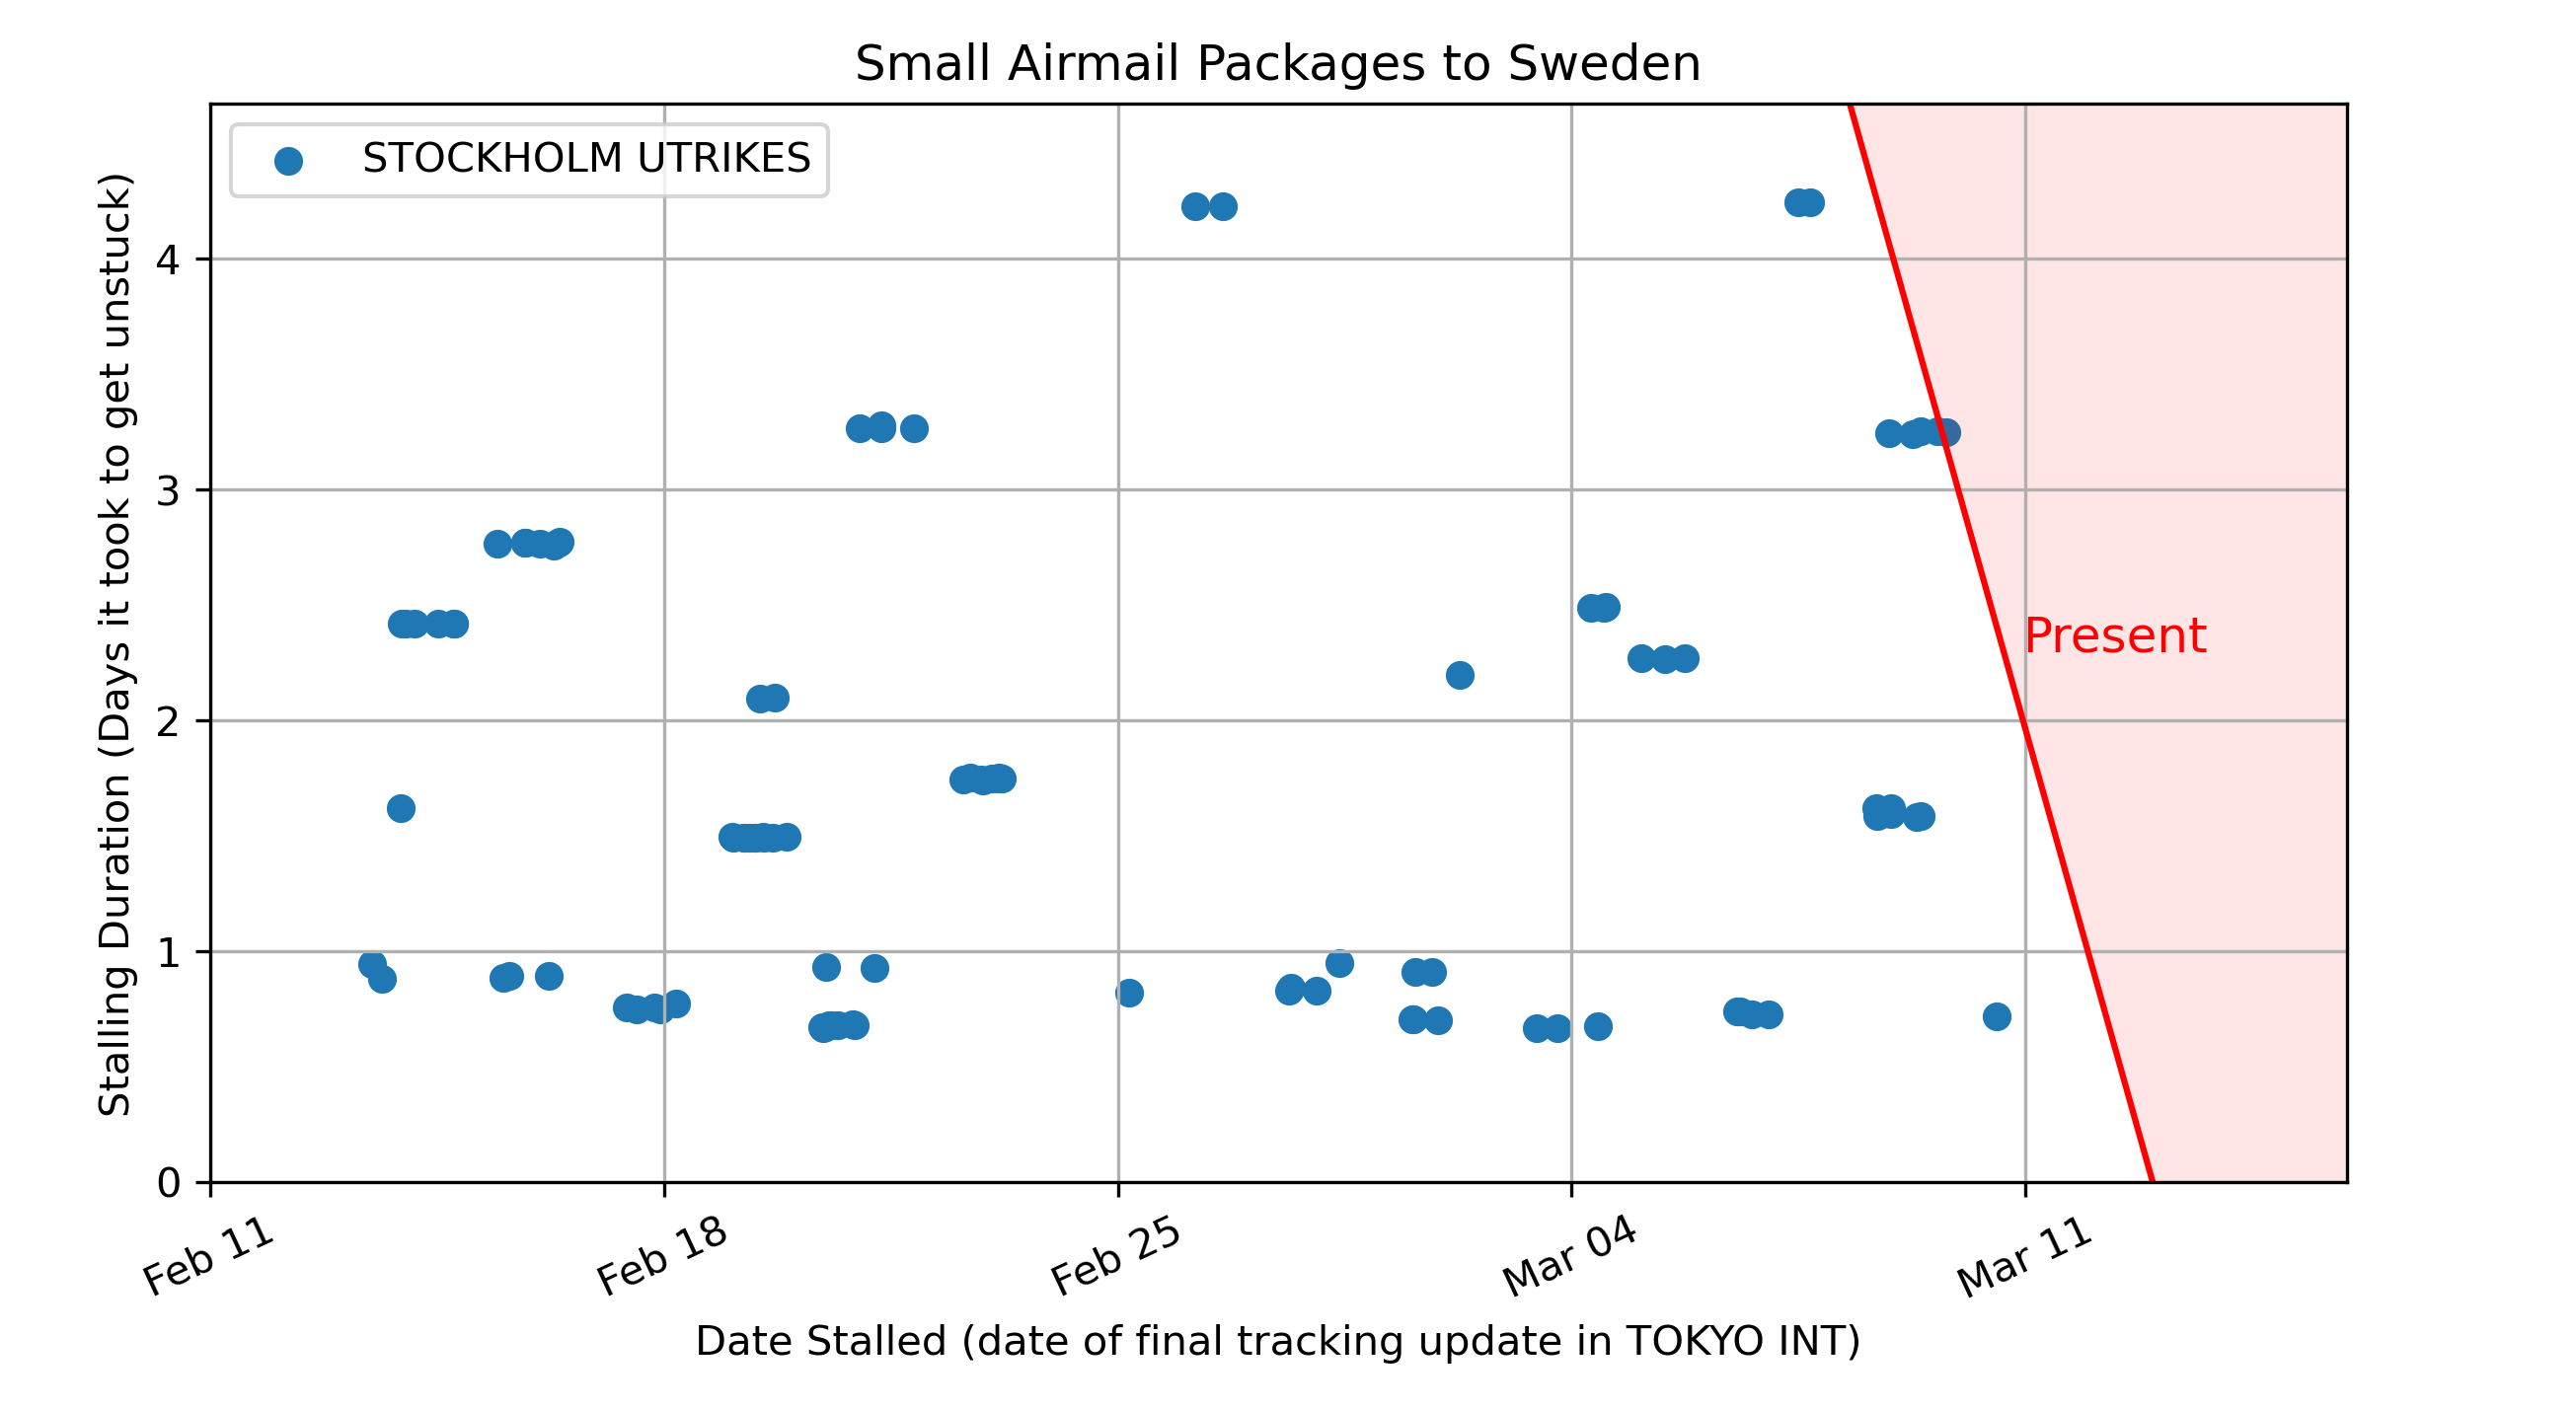 Small Airmail Packages to Sweden
STOCKHOLM UTRIKES
Stalling Duration (Days it took to get unstuck)
4
3
2
1
0
Present
Feb 11
Feb 18
Feb 25
Mar 04
Mar 11
Date Stalled (date of final tracking update in TOKYO INT)